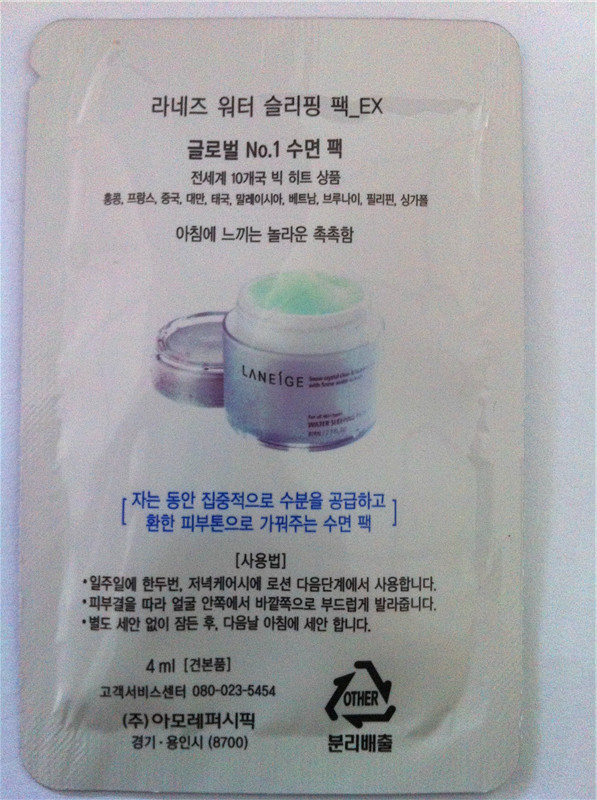 라네즈 워터 슬리핑 팩_EX
글로벌 No.1 수면 팩
전세계 10개국 빅 히트 상품
홍콩, 프랑스, 중국, 대만, 태국, 말레이시아, 베트남, 브루나이, 필리핀, 싱가폴
아침에 느끼는 놀라운 촉촉함
LANEIGE
For all skin types
WATER SLEEPING
[ 자는 동안 집중적으로 수분을 공급하고
환한 피부톤으로 가꿔주는 수면 팩 ]
[사용법]
•일주일에 한두번, 저녁케어시에 로션 다음단계에서 사용합니다.
•피부결을 따라 얼굴 안쪽에서 바깥쪽으로 부드럽게 발라줍니다.
•별도 세안 없이 잠든 후, 다음날 아침에 세안 합니다.
4 ml [견본품]
고객서비스센터 080-023-5454
(주)아모레퍼시픽
경기·용인시 (8700)
OTHER
분리배출